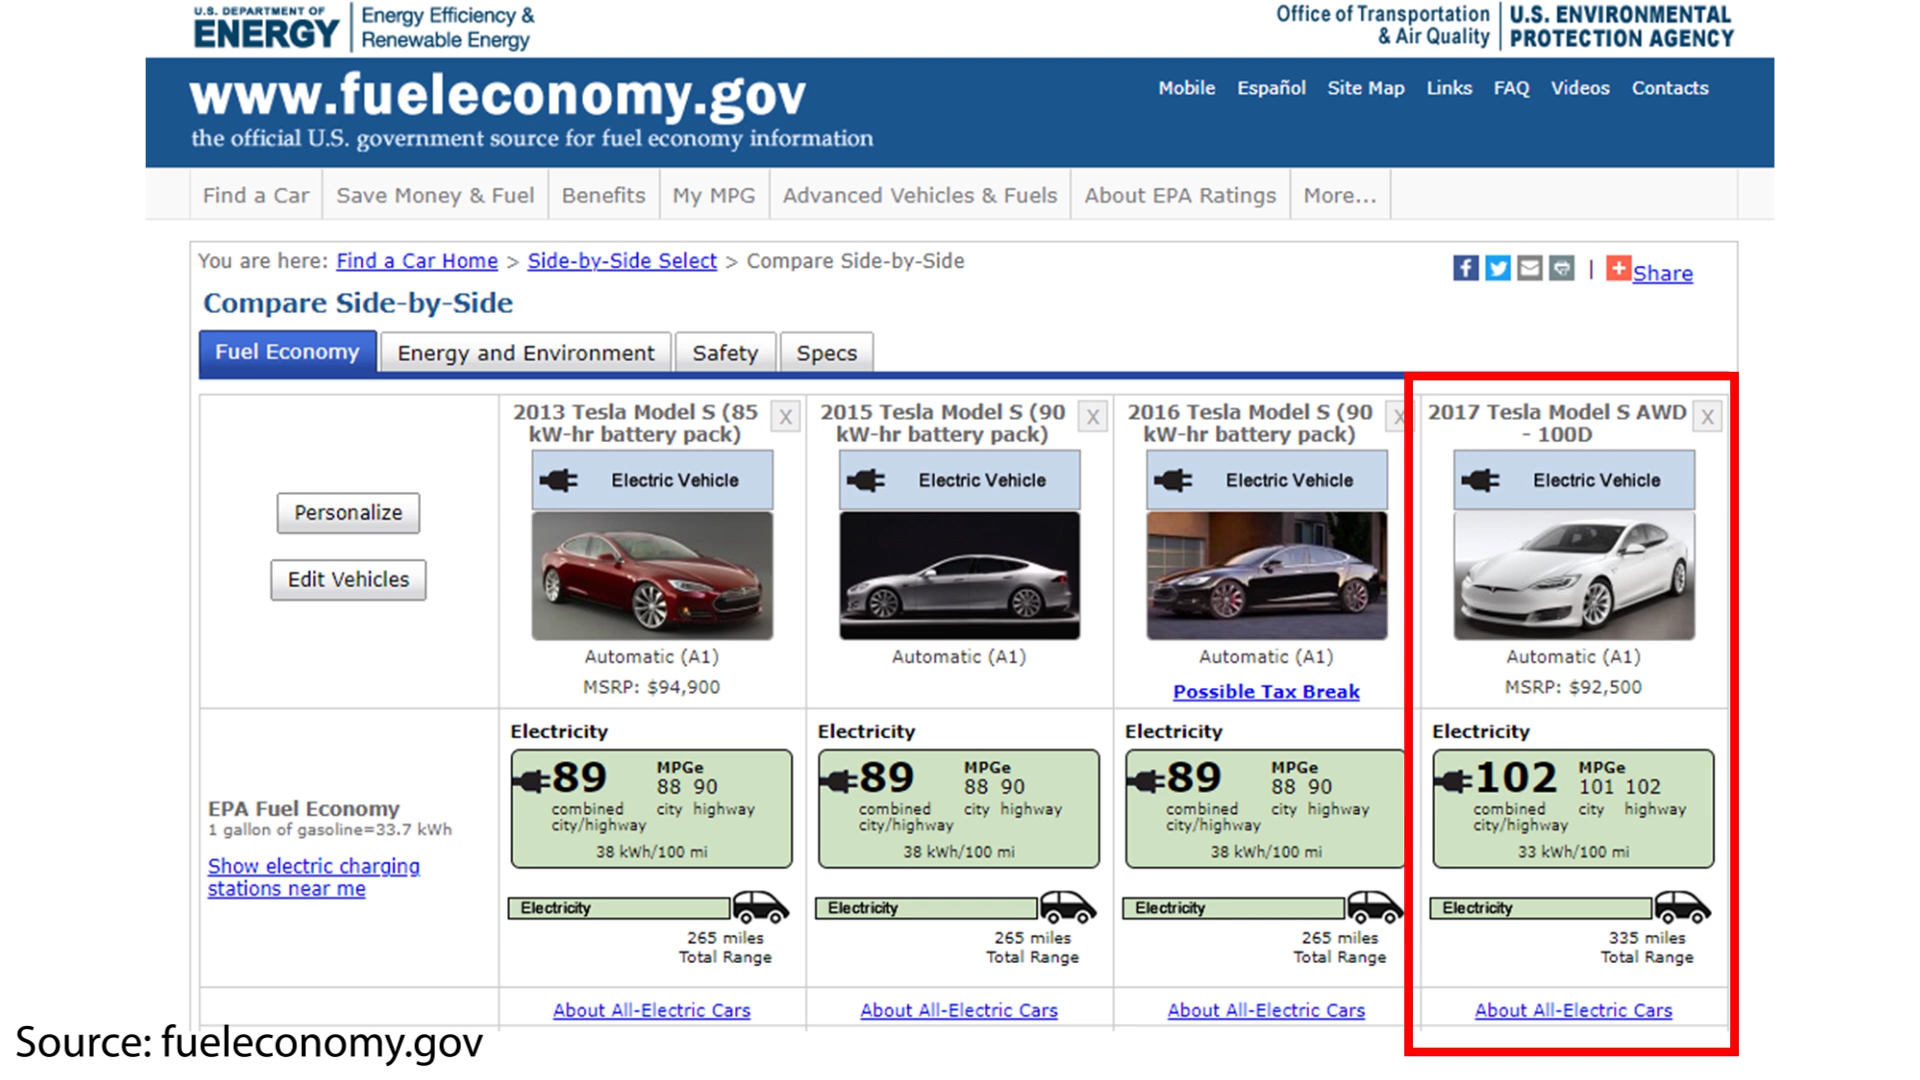 U.S. DEPARTMENT OF
ENERGY
Energy Efficiency &
Renewable Energy
Office of Transportation
& Air Quality
U.S. ENVIRONMENTAL
PROTECTION AGENCY
www.fueleconomy.gov
the official U.S. government source for fuel economy information
Mobile Español Site Map Links FAQ Videos Contacts
Find a Car Save Money & Fuel Benefits My MPG Advanced Vehicles & Fuels About EPA Ratings More...
You are here: Find a Car Home > Side-by-Side Select > Compare Side-by-Side
Share
Compare Side-by-Side
Fuel Economy Energy and Environment Safety Specs
Personalize
Edit Vehicles
2013 Tesla Model S (85
kW-hr battery pack)
X
Electric Vehicle
Automatic (A1)
MSRP: $94,900
2015 Tesla Model S (90
kW-hr battery pack)
X
Electric Vehicle
Automatic (A1)
2016 Tesla Model S (90
kW-hr battery pack)
X
Electric Vehicle
Automatic (A1)
Possible Tax Break
2017 Tesla Model S AWD
- 100D
X
Electric Vehicle
Automatic (A1)
MSRP: $92,500
EPA Fuel Economy
1 gallon of gasoline=33.7 kWh
Show electric charging
stations near me
Electricity
89
combined
city/highway
MPGe
88 90
city highway
38 kWh/100 mi
Electricity
265 miles
Total Range
Electricity
89
combined
city/highway
MPGe
88 90
city highway
38 kWh/100 mi
Electricity
265 miles
Total Range
Electricity
89
combined
city/highway
MPGe
88 90
city highway
38 kWh/100 mi
Electricity
265 miles
Total Range
Electricity
102
combined
city/highway
MPGe
101 102
city highway
33 kWh/100 mi
Electricity
335 miles
Total Range
About All-Electric Cars
About All-Electric Cars
About All-Electric Cars
About All-Electric Cars
Source: fueleconomy.gov